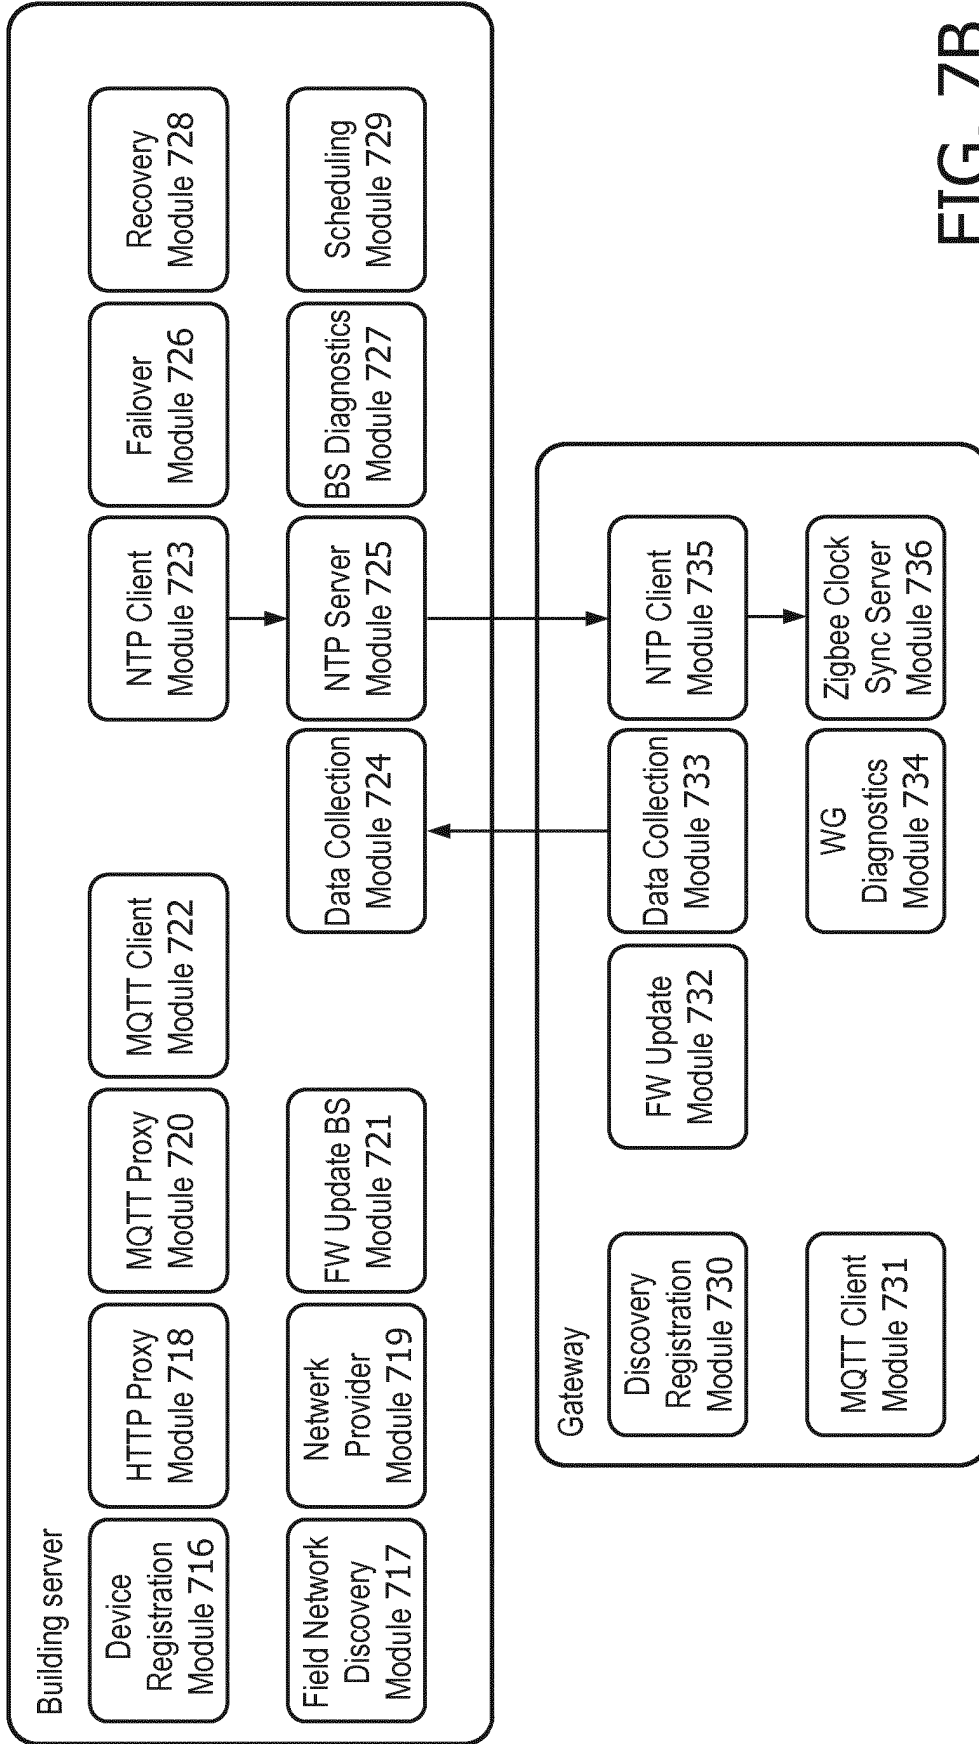 Building server
Device
Registration
Module 716
HTTP Proxy
Module 718
MQTT Proxy
Module 720
MQTT Client
Module 722
NTP Client
Module 723
Failover
Module 726
Recovery
Module 728
Field Network
Discovery
Module 717
Netwerk
Provider
Module 719
FW Update BS
Module 721
Data Collection
Module 724
NTP Server
Module 725
BS Diagnostics
Module 727
Scheduling
Module 729
Gateway
Discovery
Registration
Module 730
FW Update
Module 732
Data Collection
Module 733
NTP Client
Module 735
MQTT Client
Module 731
WG
Diagnostics
Module 734
Zigbee Clock
Sync Server
Module 736
FIG. 7B